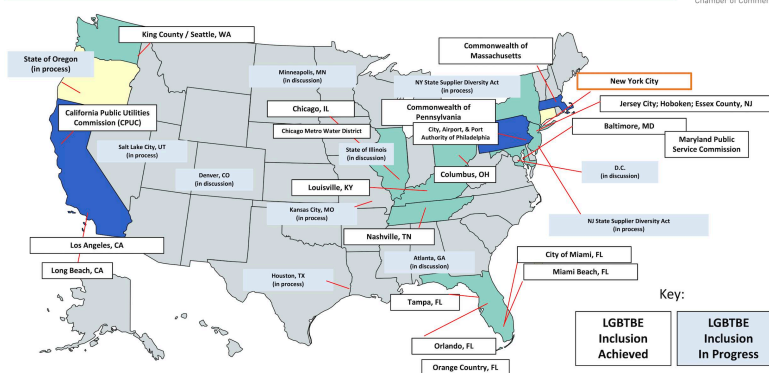 Chamber of Commerce
King County / Seattle, WA
State of Oregon
(in process)
Commonwealth of
Massachusetts
Minneapolis, MN
(in discussion)
NY State Supplier Diversity Act
(in process)
New York City
California Public Utilities
Commission (CPUC)
Chicago, IL
Commonwealth of
Pennsylvania
Jersey City; Hoboken; Essex County, NJ
Chicago Metro Water District
City, Airport, & Port
Authority of Philadelphia
Baltimore, MD
Maryland Public
Service Commission
Salt Lake City, UT
(in process)
State of Illinois
(in discussion)
Denver, CO
(in discussion)
Columbus, OH
D.C.
(in discussion)
Louisville, KY
Kansas City, MO
(in process)
NJ State Supplier Diversity Act
(in process)
Nashville, TN
Los Angeles, CA
Long Beach, CA
Atlanta, GA
(in discussion)
City of Miami, FL
Miami Beach, FL
Houston, TX
(in process)
Tampa, FL
Key:
Orlando, FL
Orange Country, FL
LGBTBE
Inclusion
Achieved
LGBTBE
Inclusion
In Progress